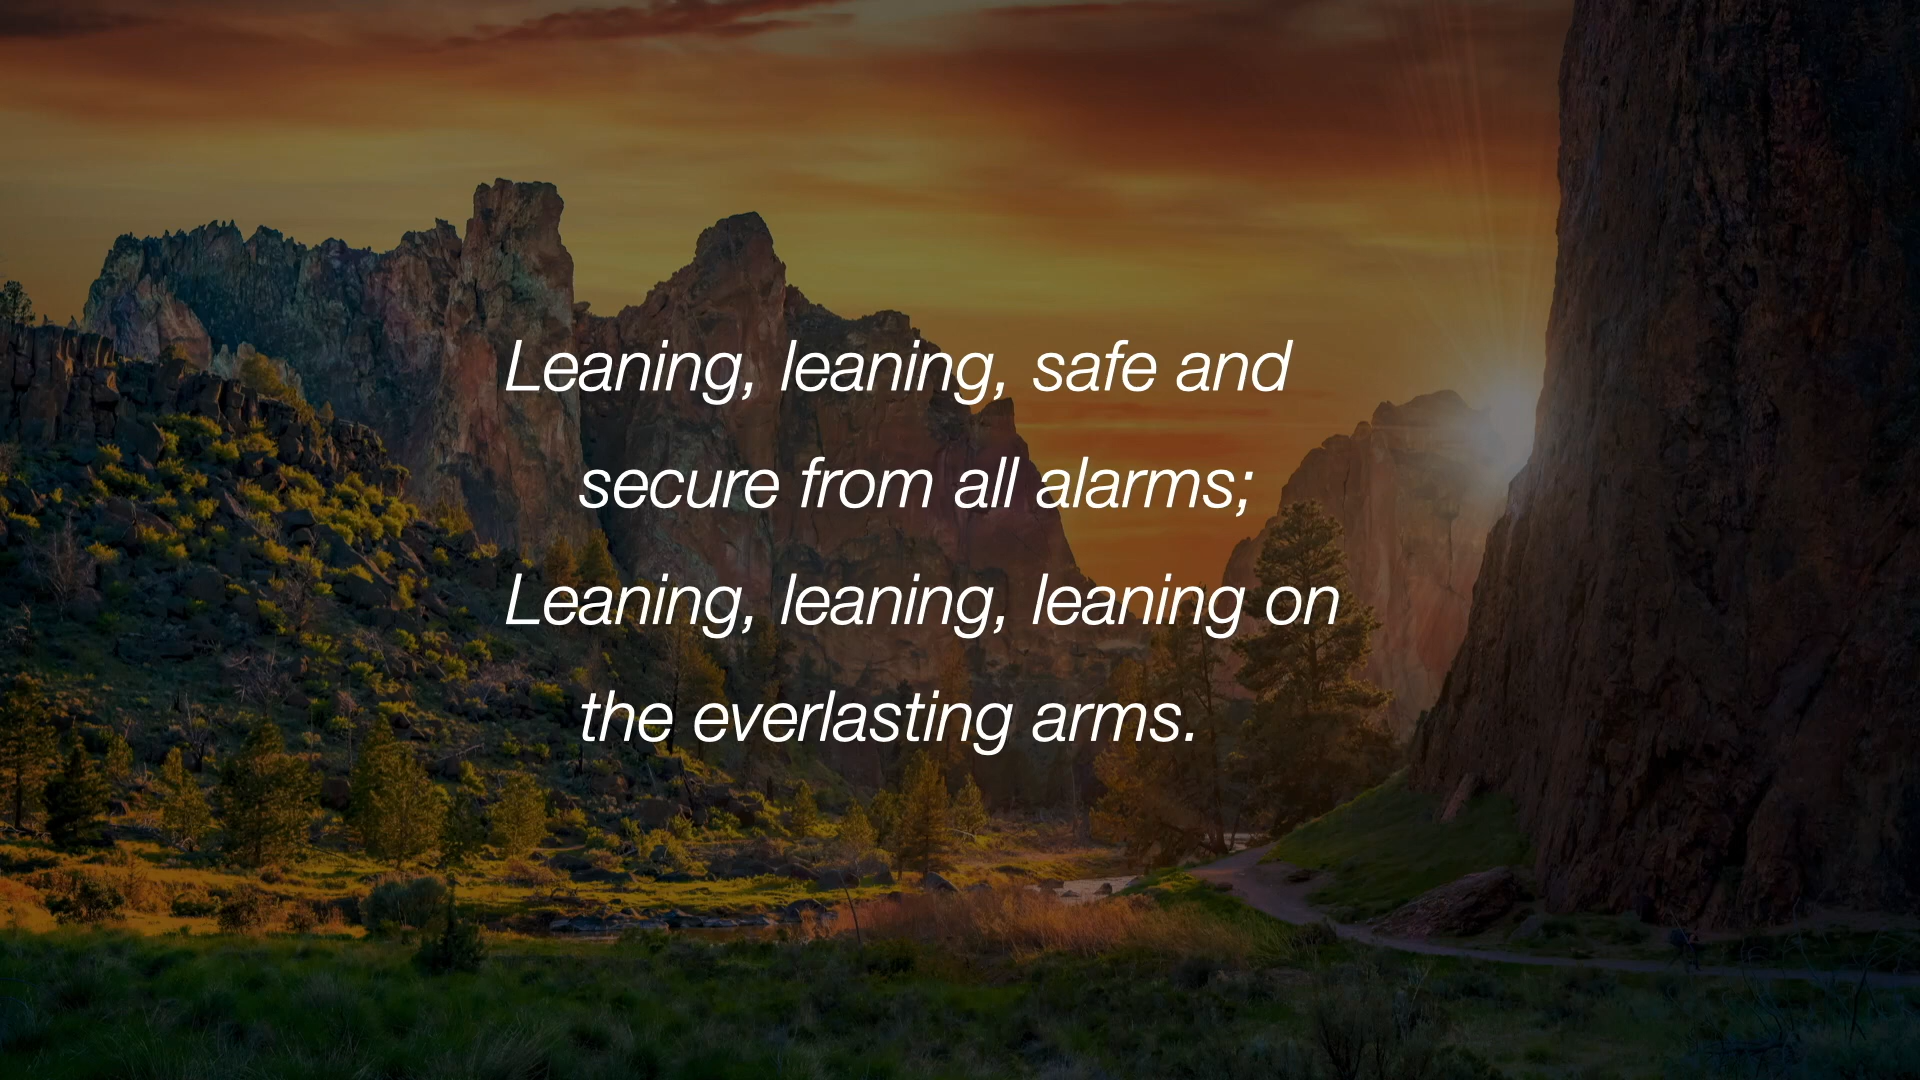 Leaning, leaning, safe and
secure from all alarms;
Leaning, leaning, leaning on
the everlasting arms.